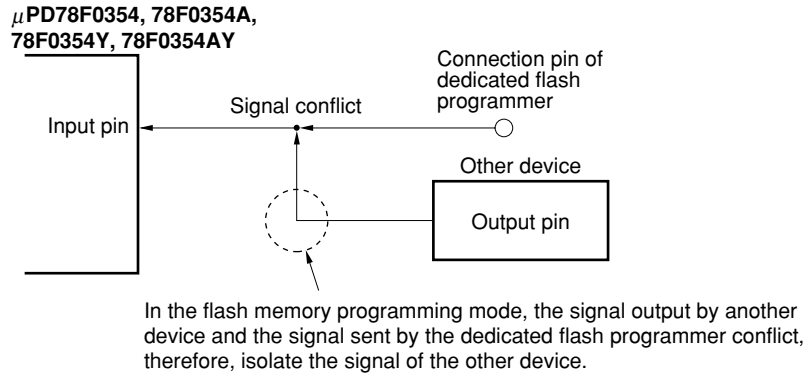 μPD78F0354, 78F0354A,
78F0354Y, 78F0354AY
Connection pin of
dedicated flash
programmer
Signal conflict
Input pin
Other device
Output pin
In the flash memory programming mode, the signal output by another
device and the signal sent by the dedicated flash programmer conflict,
therefore, isolate the signal of the other device.